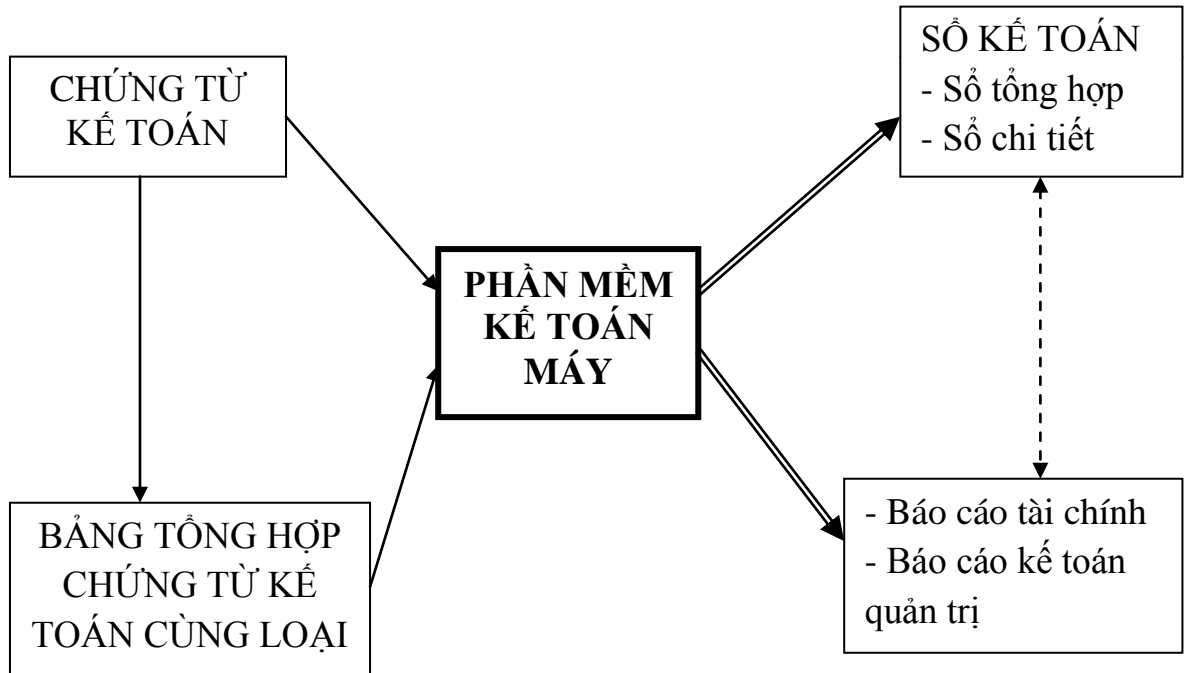 CHỨNG TỪ
KẾ TOÁN
BẢNG TỔNG HỢP
CHỨNG TỪ KẾ
TOÁN CÙNG LOẠI
PHẦN MỀM
KẾ TOÁN
MÁY
SỔ KẾ TOÁN
- Sổ tổng hợp
- Sổ chi tiết
- Báo cáo tài chính
- Báo cáo kế toán
quản trị